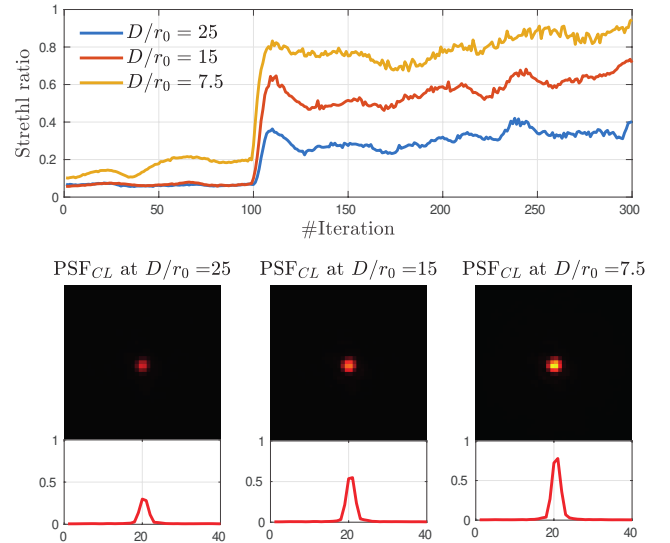 1
0.8
0.6
0.4
0.2
0
Strethl ratio
D/r0 = 25
D/r0 = 15
D/r0 = 7.5
0 50 100 150 200 250 300
#Iteration
PSFCL at D/r0 =25 PSFCL at D/r0 =15 PSFCL at D/r0 =7.5
1 1 1
0.5 0.5 0.5
0 0 0
0 20 40 0 20 40 0 20 40